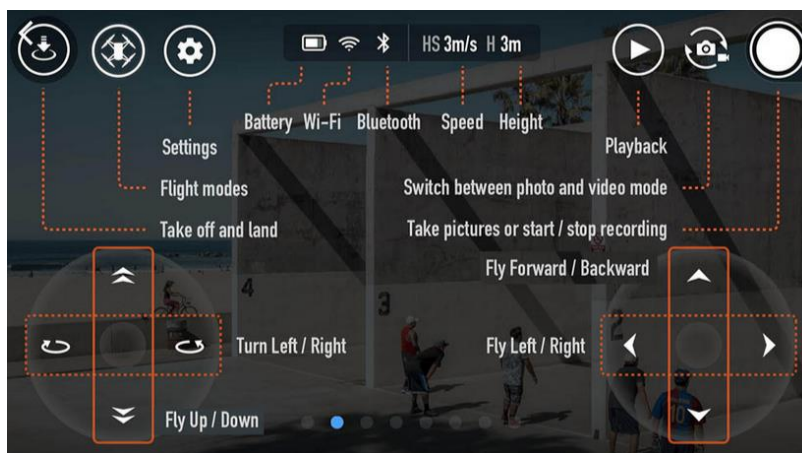 HS 3m/s H 3m
Battery Wi-Fi Bluetooth Speed Height
Settings
Playback
Flight modes
Switch between photo and video mode
Take off and land
Take pictures or start / stop recording
Fly Forward / Backward
4
3
2
Turn Left / Right
Fly Left / Right
10
Fly Up / Down